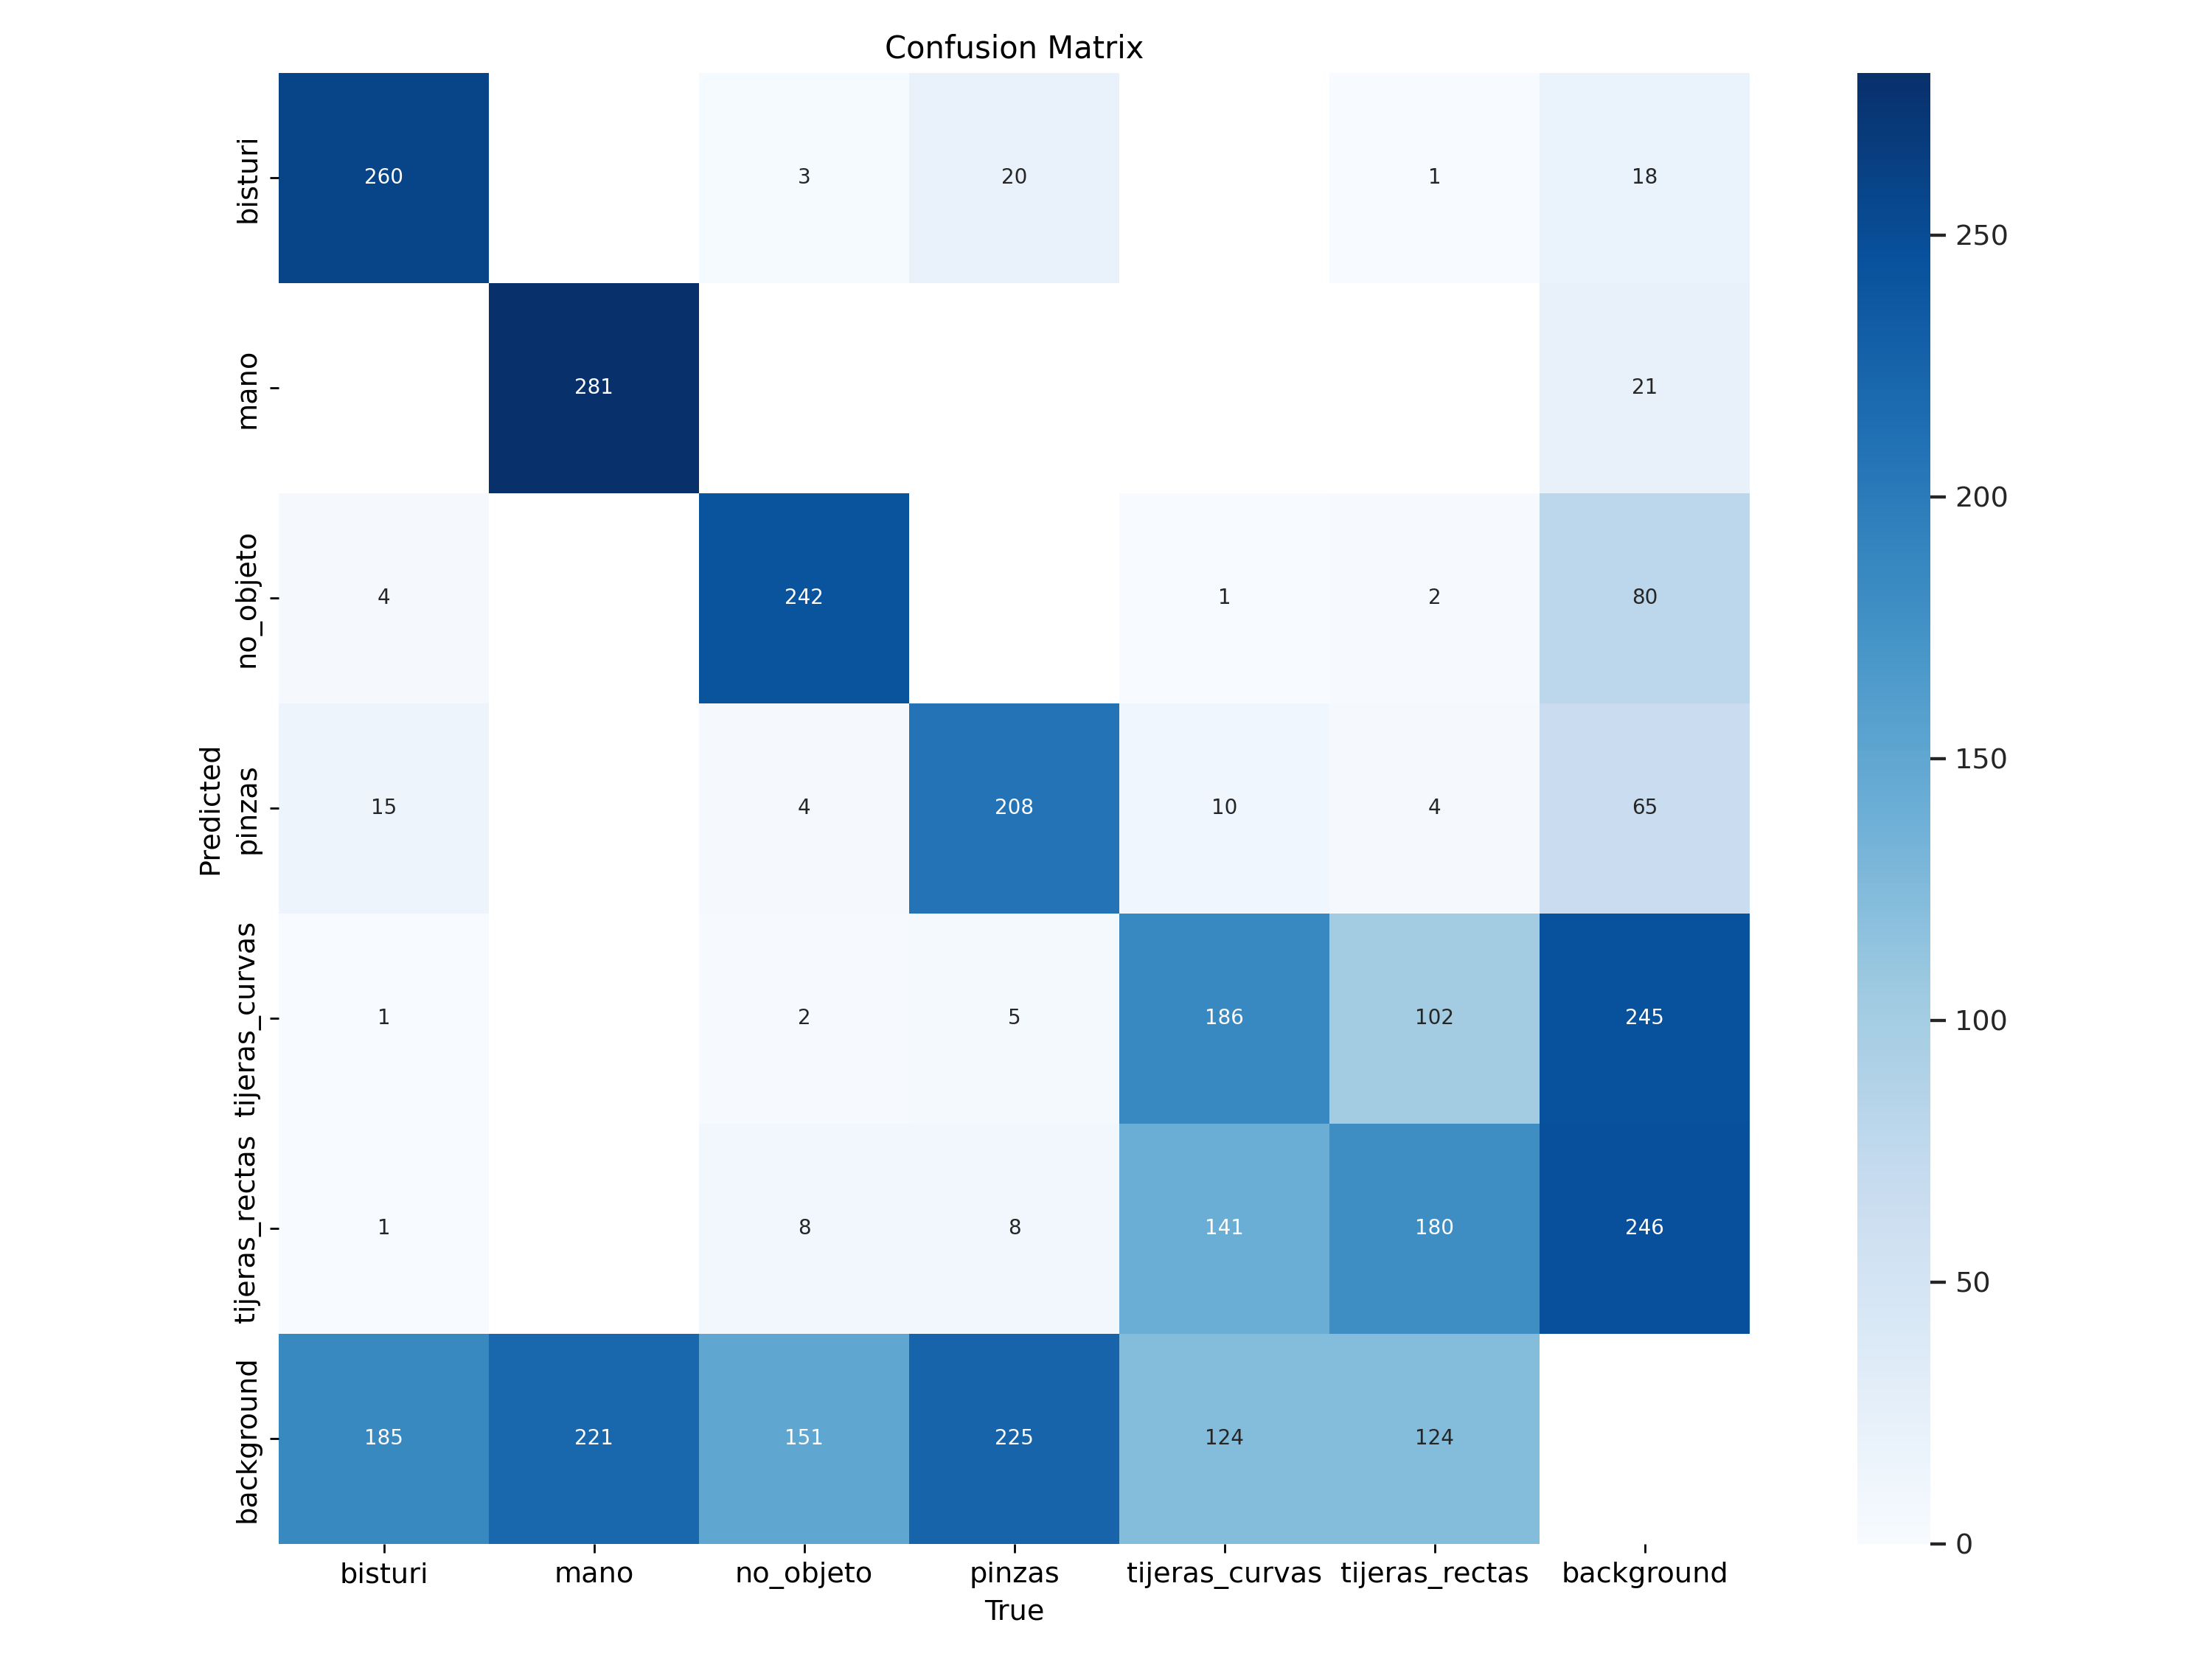 Confusion Matrix
bisturi
260
3
20
1
18
mano
281
21
no_objeto
4
242
1
2
80
pinzas
15
4
208
10
4
65
tijeras_curvas
1
2
5
186
102
245
tijeras_rectas
1
8
8
141
180
246
background
185
221
151
225
124
124
Predicted
bisturi
mano
no_objeto
pinzas
tijeras_curvas
tijeras_rectas
background
True
250
200
150
100
50
0